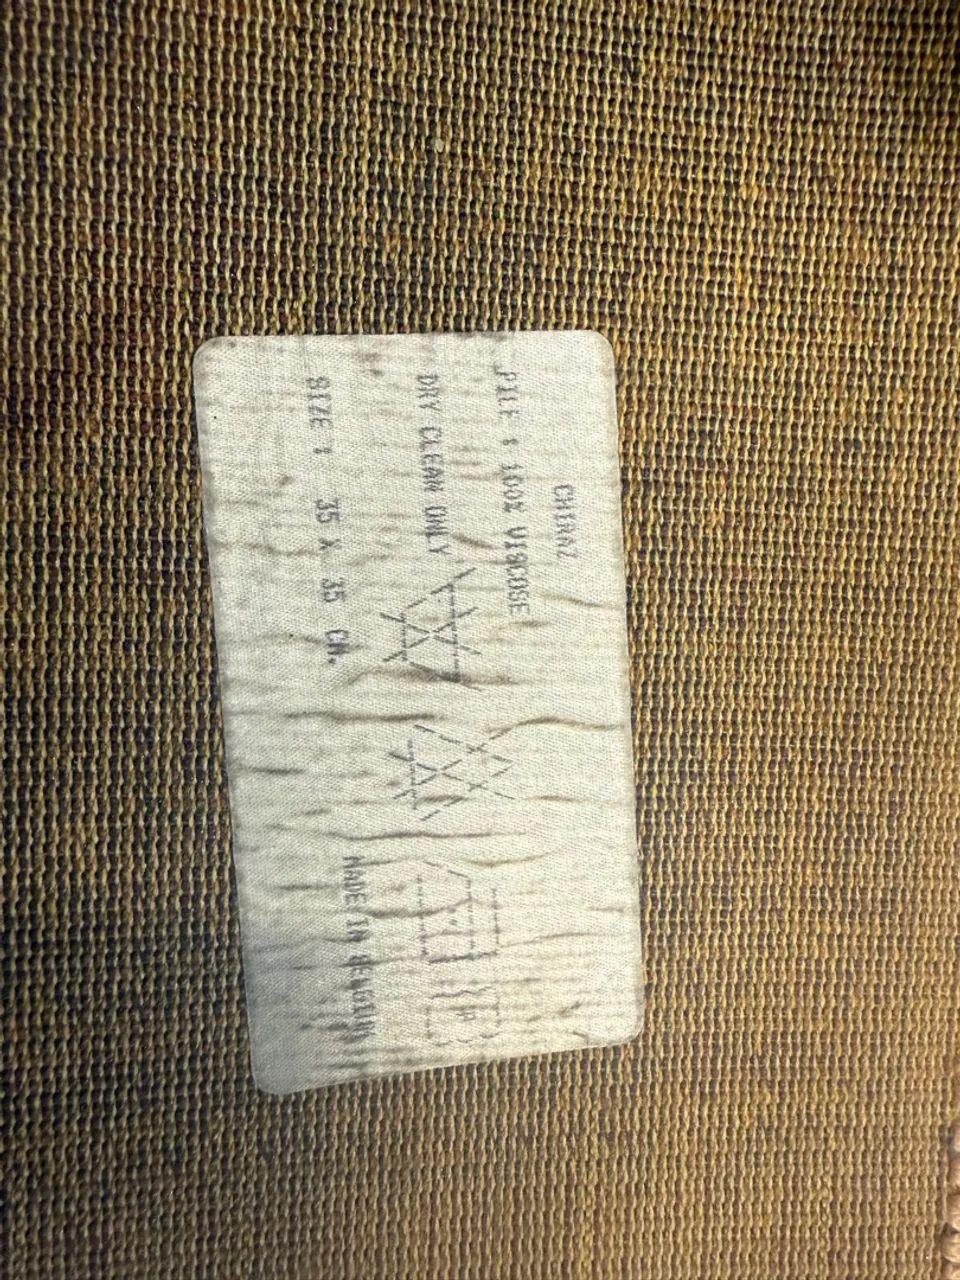 CHIRAZ
PILE : 100% VISCOSE
DRY CLEAN ONLY
P
SIZE : 35 X 35 CM.
MADE IN BELGIUM